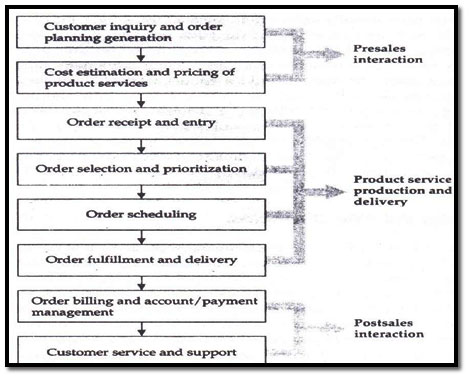 Customer inquiry and order
planning generation
Cost estimation and pricing of
product services
Presales
interaction
Order receipt and entry
Order selection and prioritization
Order scheduling
Order fulfillment and delivery
Product service
production and
delivery
Order billing and account/payment
management
Customer service and support
Postsales
interaction